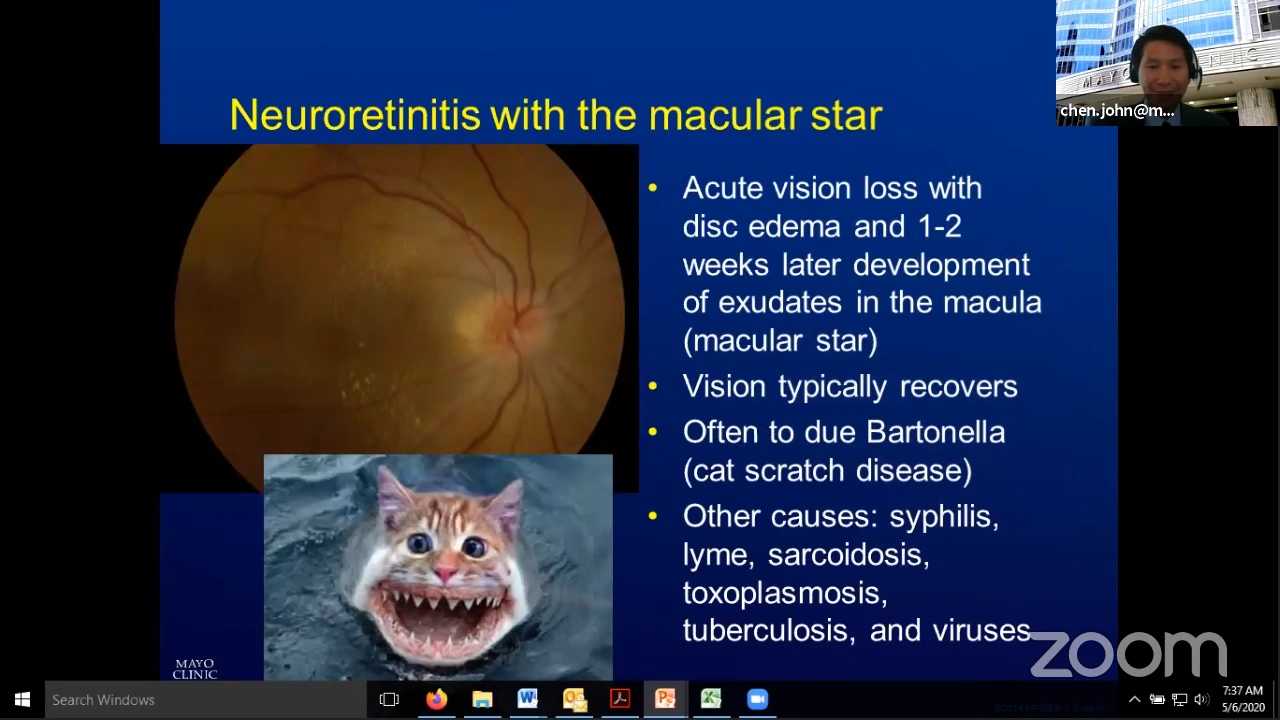 Neuroretinitis with the macular star
chen.john@m...
• Acute vision loss with
disc edema and 1-2
weeks later development
of exudates in the macula
(macular star)
• Vision typically recovers
• Often to due Bartonella
(cat scratch disease)
• Other causes: syphilis,
lyme, sarcoidosis,
toxoplasmosis,
tuberculosis, and viruses
MAYO
CLINIC
zoom
Search Windows
7:37 AM
5/6/2020